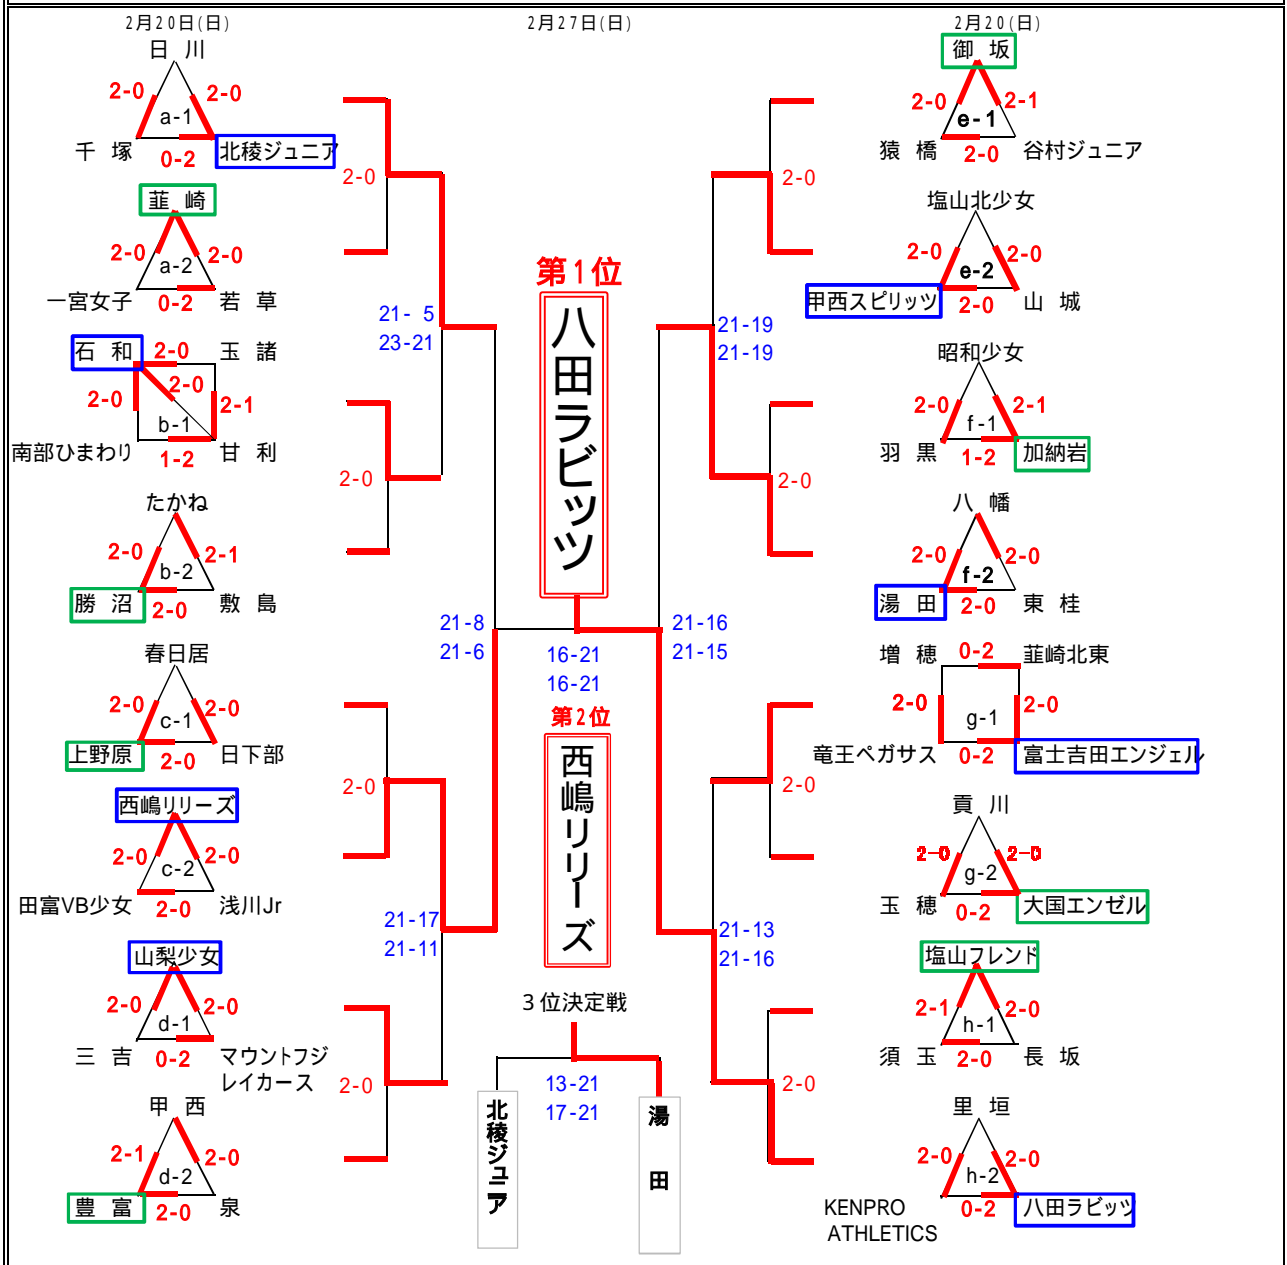 2月20日(日)
2月27日(日)
2月20(日)
日 川
2-0
2-0
a-1
千 塚
0-2
北稜ジュニア
2-0
韮 崎
2-0
2-0
a-2
一宮女子
0-2
若 草
21- 5
23-21
石 和
2-0
玉 諸
2-0
2-0
2-1
b-1
南部ひまわり
1-2
甘 利
2-0
たかね
2-0
2-1
b-2
勝 沼
2-0
敷 島
21-8
21-6
春日居
2-0
2-0
c-1
上野原
2-0
日下部
2-0
西嶋リリーズ
2-0
2-0
c-2
田富VB少女
2-0
浅川Jr
21-17
21-11
山梨少女
2-0
2-0
d-1
三 吉
0-2
マウントフジ
レイカース
2-0
甲 西
2-1
2-0
d-2
豊 富
2-0
泉
第1位
八田ラビッツ
16-21
16-21
第2位
西嶋リリーズ
3位決定戦
13-21
17-21
北稜ジュニア
湯 田
御 坂
2-0
2-1
e-1
猿 橋
2-0
谷村ジュニア
2-0
塩山北少女
2-0
2-0
e-2
甲西スピリッツ
2-0
山 城
21-19
21-19
昭和少女
2-0
2-1
f-1
羽 黒
1-2
加納岩
2-0
八 幡
2-0
2-0
f-2
湯 田
2-0
東 桂
21-16
21-15
増 穂
0-2
韮崎北東
2-0
2-0
g-1
竜王ペガサス
0-2
富士吉田エンジェル
2-0
貢 川
2-0
2-0
g-2
玉 穂
0-2
大国エンゼル
21-13
21-16
塩山フレンド
2-1
2-0
h-1
須 玉
2-0
長 坂
2-0
里 垣
2-0
2-0
h-2
KENPRO
ATHLETICS
0-2
八田ラビッツ